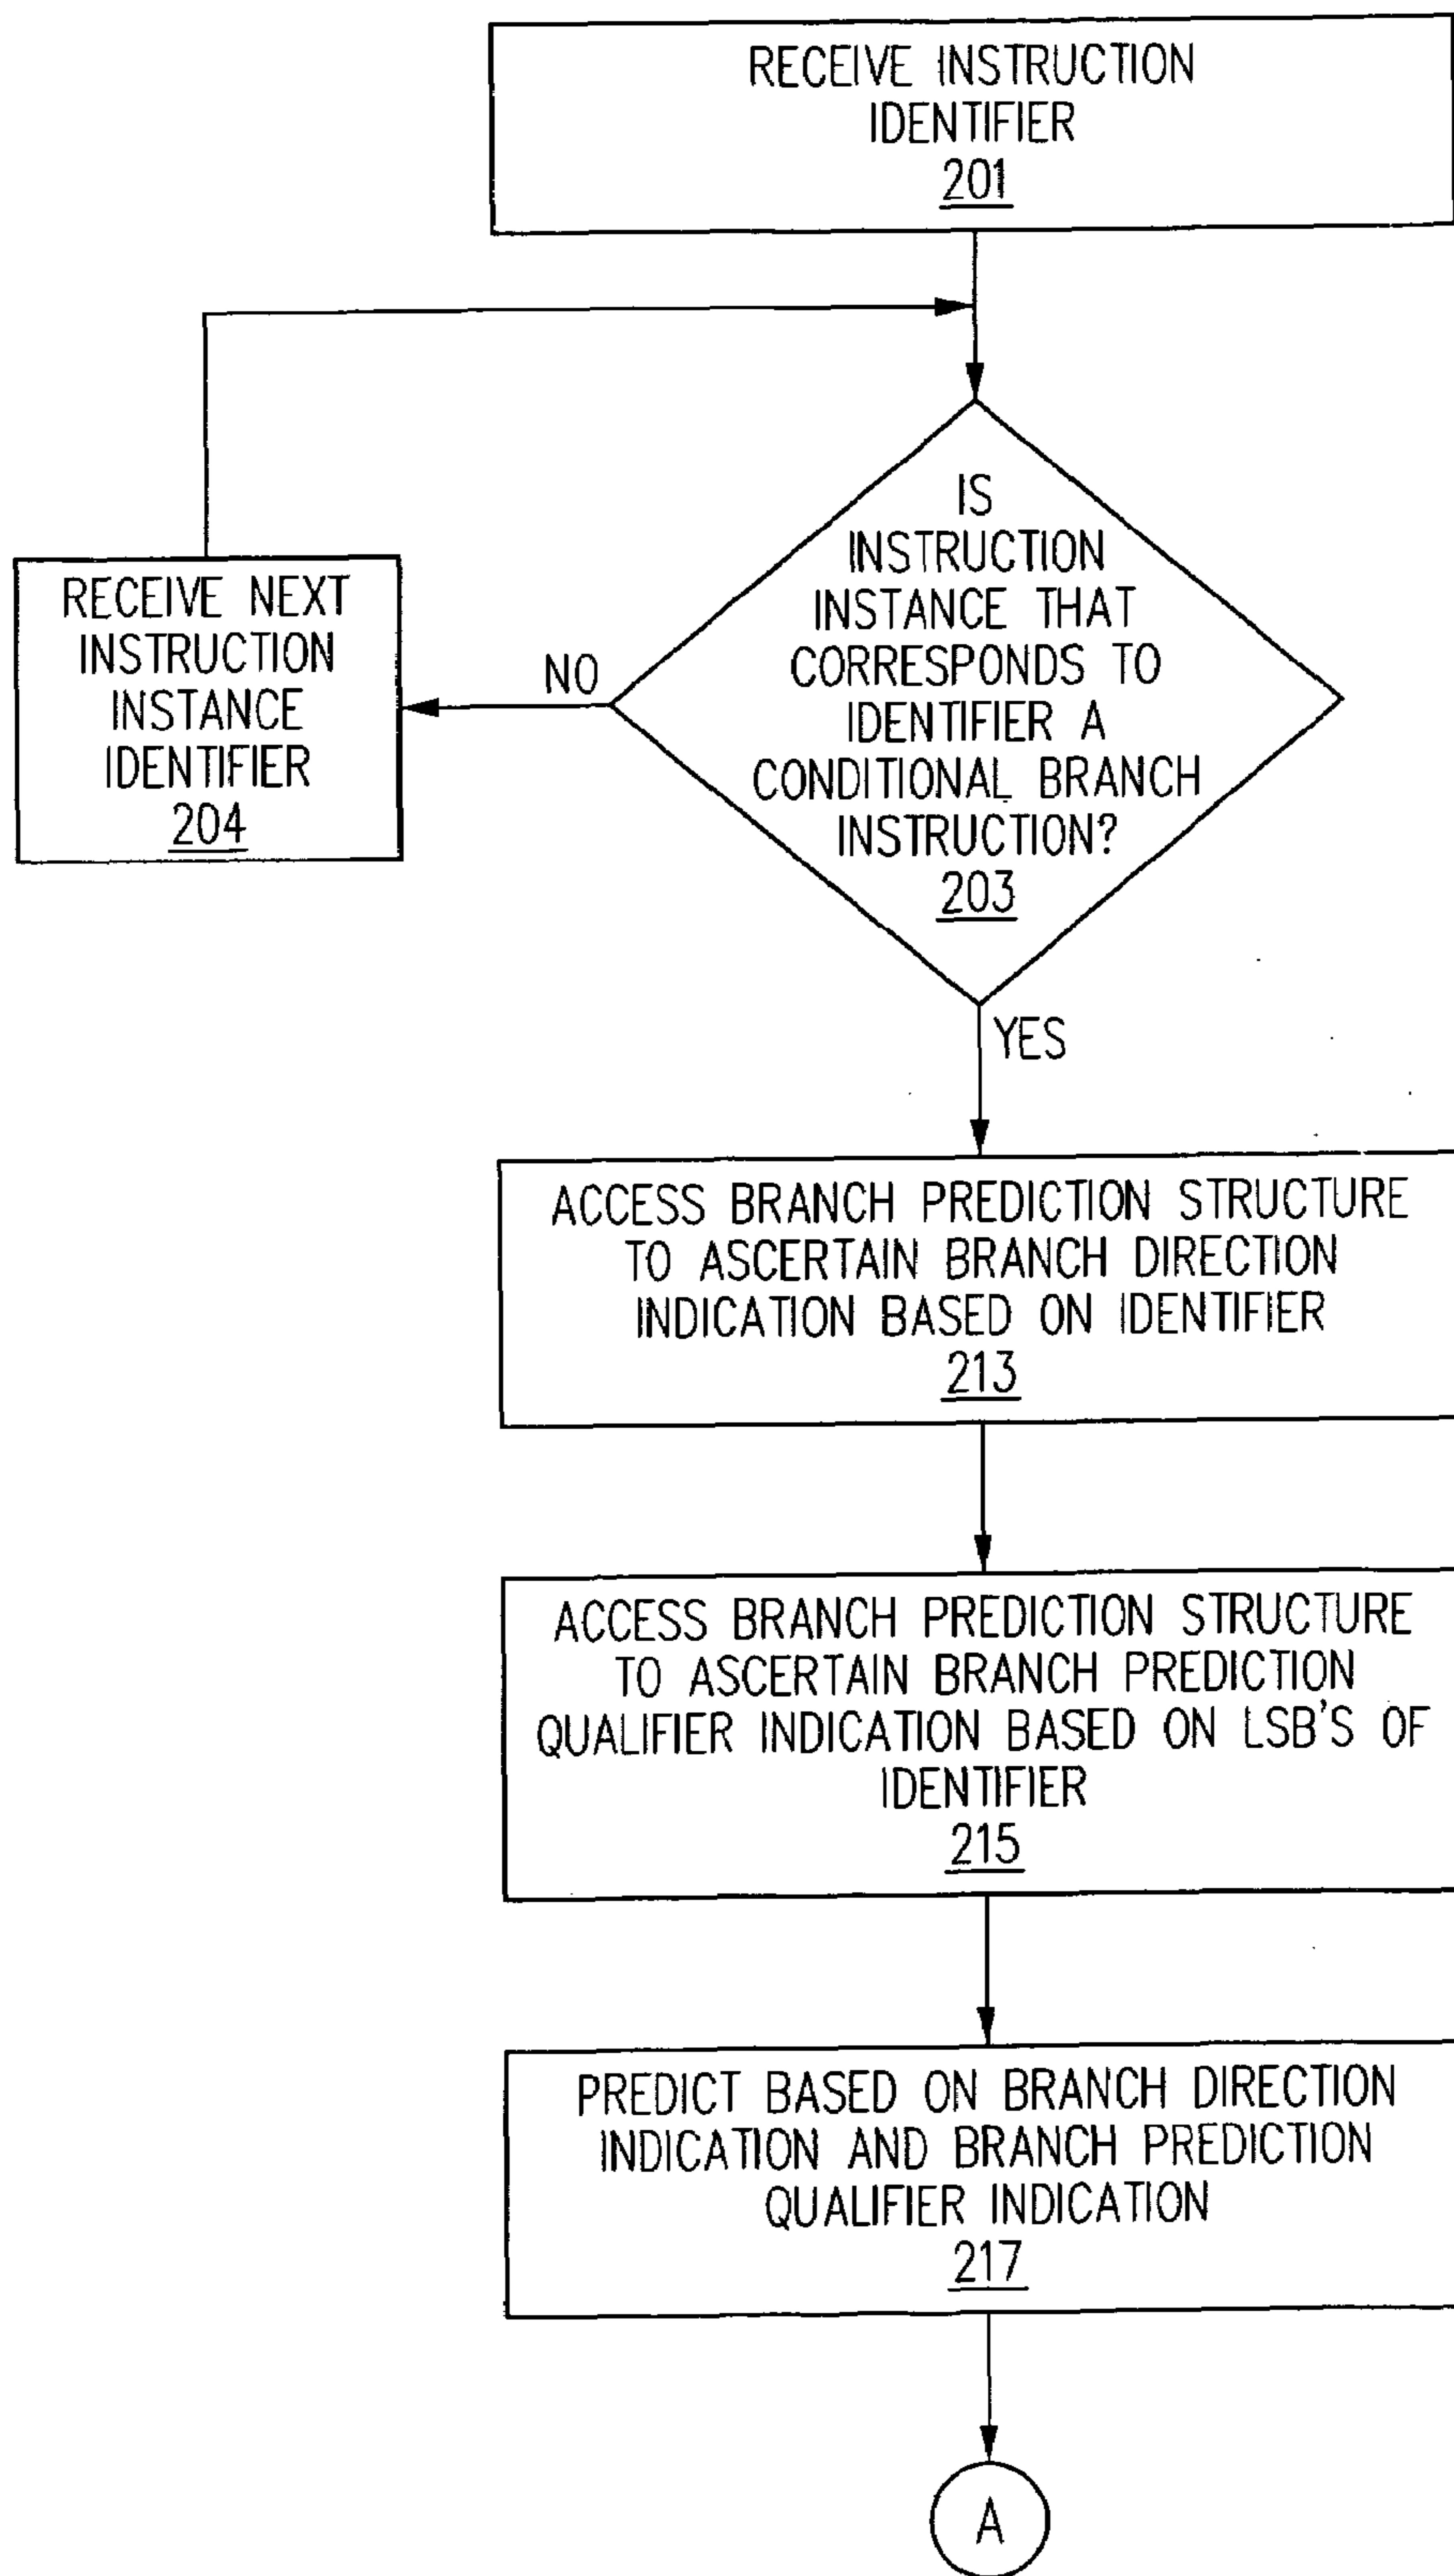 RECEIVE INSTRUCTION
IDENTIFIER
201
IS
INSTRUCTION
INSTANCE THAT
CORRESPONDS TO
IDENTIFIER A
CONDITIONAL BRANCH
INSTRUCTION?
203
NO
RECEIVE NEXT
INSTRUCTION
INSTANCE
IDENTIFIER
204
YES
ACCESS BRANCH PREDICTION STRUCTURE
TO ASCERTAIN BRANCH DIRECTION
INDICATION BASED ON IDENTIFIER
213
ACCESS BRANCH PREDICTION STRUCTURE
TO ASCERTAIN BRANCH PREDICTION
QUALIFIER INDICATION BASED ON LSB'S OF
IDENTIFIER
215
PREDICT BASED ON BRANCH DIRECTION
INDICATION AND BRANCH PREDICTION
QUALIFIER INDICATION
217
A